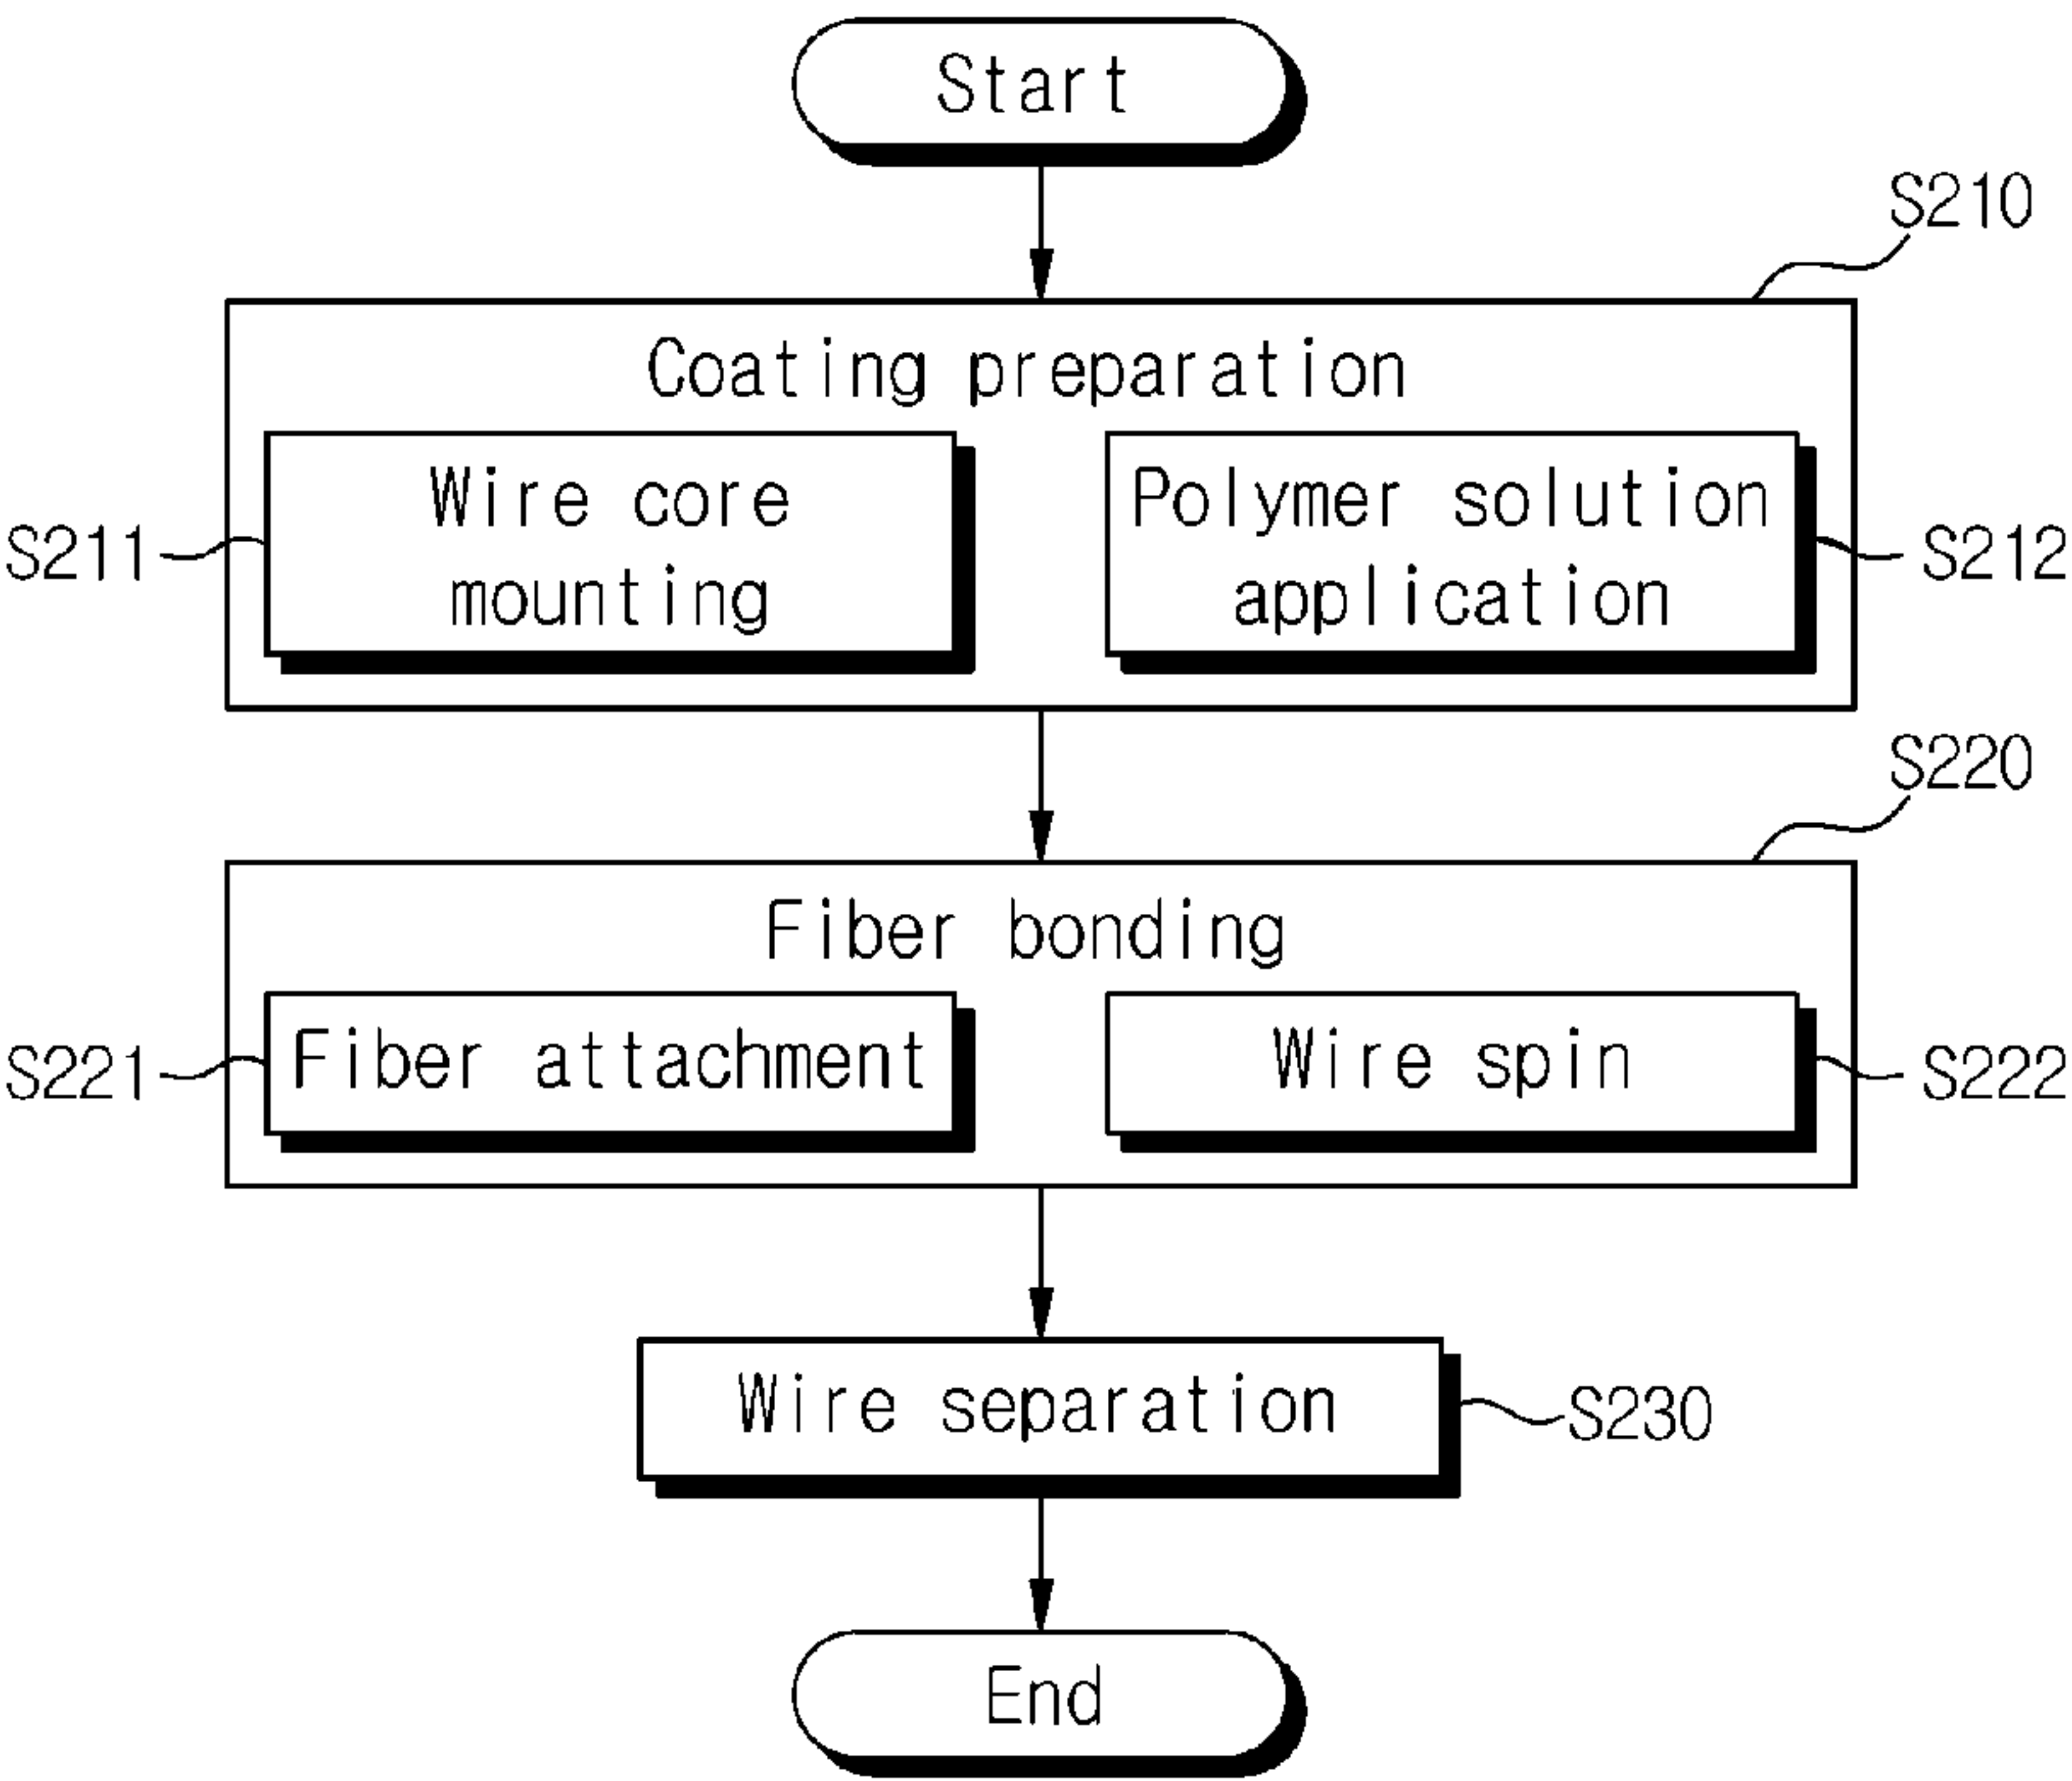 Start
S210
Coating preparation
Wire core
mounting
S211
Polymer solution
application
S212
S220
Fiber bonding
S221
Fiber attachment
Wire spin
S222
Wire separation
S230
End